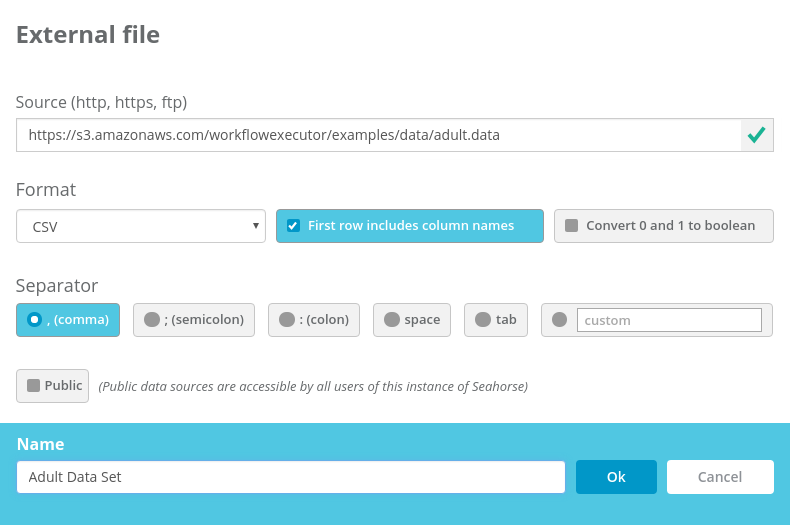 External file
Source (http, https, ftp)
https://s3.amazonaws.com/workflowexecutor/examples/data/adult.data
Format
CSV First row includes column names Convert 0 and 1 to boolean
Separator
, (comma) ; (semicolon) : (colon) space tab custom
Public (Public data sources are accessible by all users of this instance of Seahorse)
Name
Adult Data Set Ok Cancel